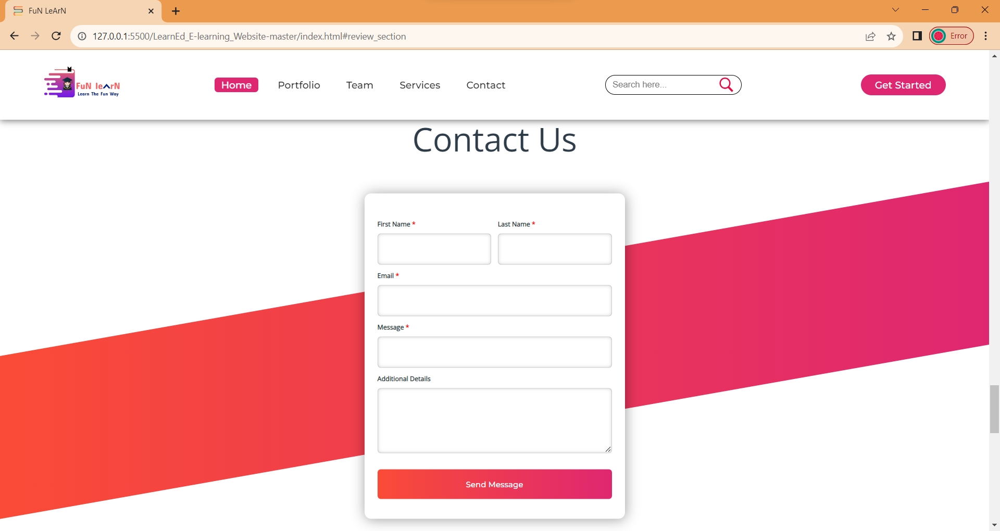 FuN LeArN
127.0.0.1:5500/LearnEd_E-learning_Website-master/index.html#review_section
Error
FuN leArN
Learn The Fun Way
Home
Portfolio
Team
Services
Contact
Search here...
Get Started
Contact Us
First Name *
Last Name *
Email *
Message *
Additional Details
Send Message